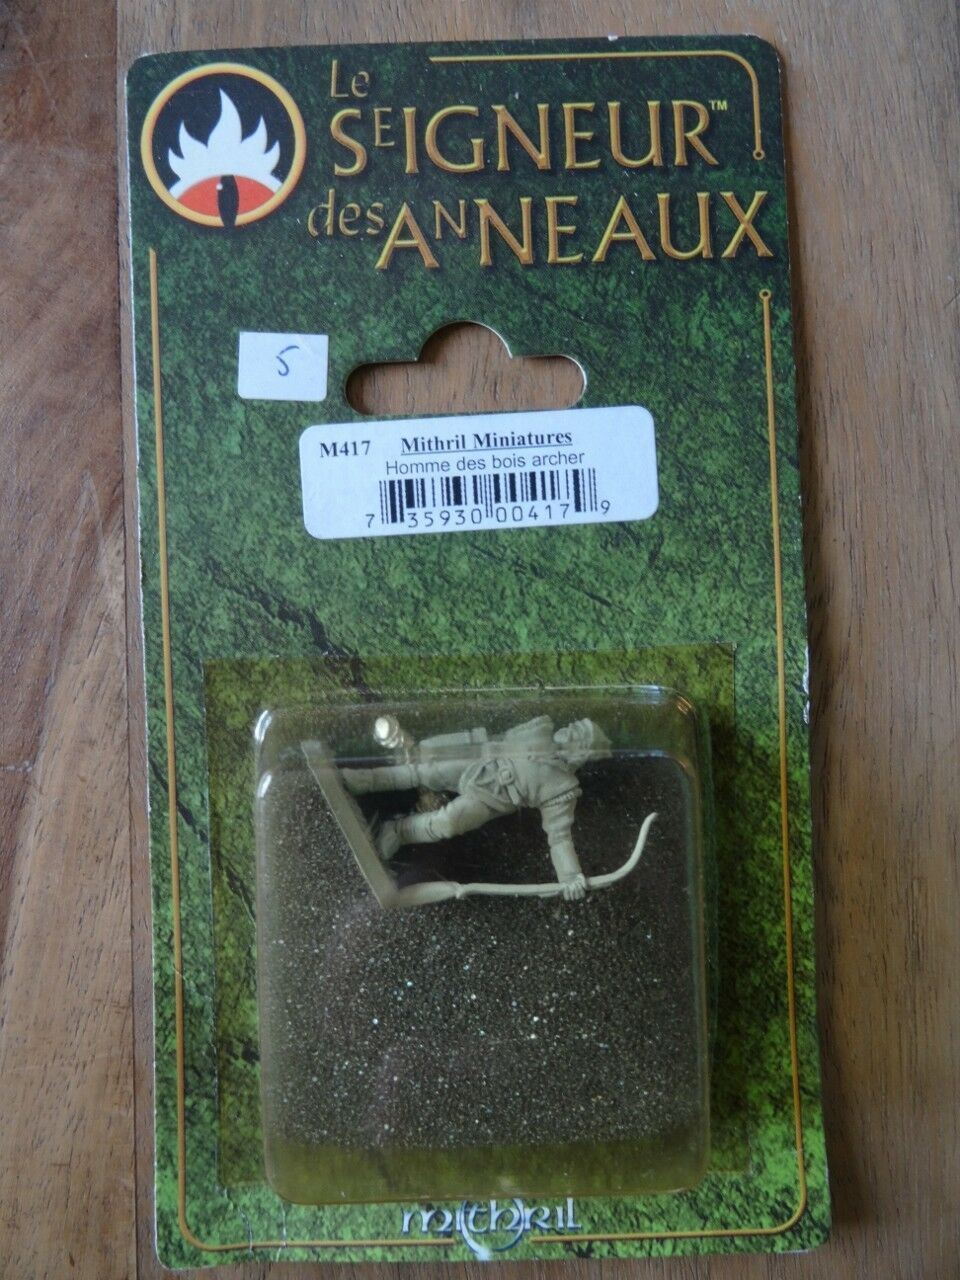 Le
SEIGNEUR™
des ANNEAUX
5
M417 Mithril Miniatures
Homme des bois archer
7 35930 00417 9
mithril